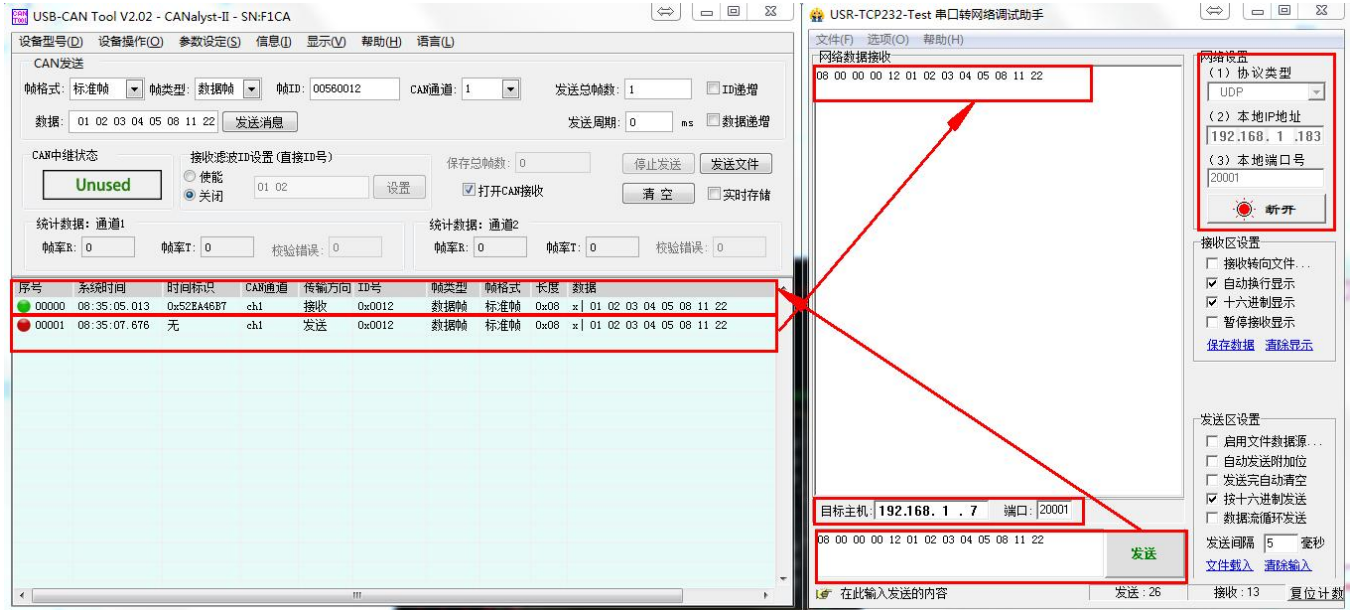 USB-CAN Tool V2.02 - CANalyst-II - SN:F1CA
设备型号(D) 设备操作(O) 参数设定(S) 信息(I) 显示(V) 帮助(H) 语言(L)
CAN发送
帧格式: 标准帧 帧类型: 数据帧 帧ID: 00560012 CAN通道: 1 发送总帧数: 1 ID递增
数据: 01 02 03 04 05 08 11 22 发送消息 发送周期: 0 ms 数据递增
CAN中继状态 接收滤波ID设置(直接ID号)
Unused 使能 关闭 01 02 设置
保存总帧数: 0 停止发送 发送文件
打开CAN接收 清空 实时存储
统计数据: 通道1 统计数据: 通道2
帧率R: 0 帧率T: 0 校验错误: 0 帧率R: 0 帧率T: 0 校验错误: 0
序号 系统时间 时间标识 CAN通道 传输方向 ID号 帧类型 帧格式 长度 数据
00000 08:35:05.013 0x52EA46B7 ch1 接收 0x0012 数据帧 标准帧 0x08 x| 01 02 03 04 05 08 11 22
00001 08:35:07.676 无 ch1 发送 0x0012 数据帧 标准帧 0x08 x| 01 02 03 04 05 08 11 22
USR-TCP232-Test 串口转网络调试助手
文件(F) 选项(O) 帮助(H)
网络数据接收
08 00 00 00 12 01 02 03 04 05 08 11 22
目标主机: 192.168. 1 . 7 端口: 20001
08 00 00 00 12 01 02 03 04 05 08 11 22
发送
在此输入发送的内容 发送 : 26 接收 : 13 复位计数
网络设置
(1) 协议类型
UDP
(2) 本地IP地址
192.168. 1 .183
(3) 本地端口号
20001
断开
接收区设置
接收转向文件...
自动换行显示
十六进制显示
暂停接收显示
保存数据 清除显示
发送区设置
启用文件数据源...
自动发送附加位
发送完自动清空
按十六进制发送
数据流循环发送
发送间隔 5 毫秒
文件载入 清除输入